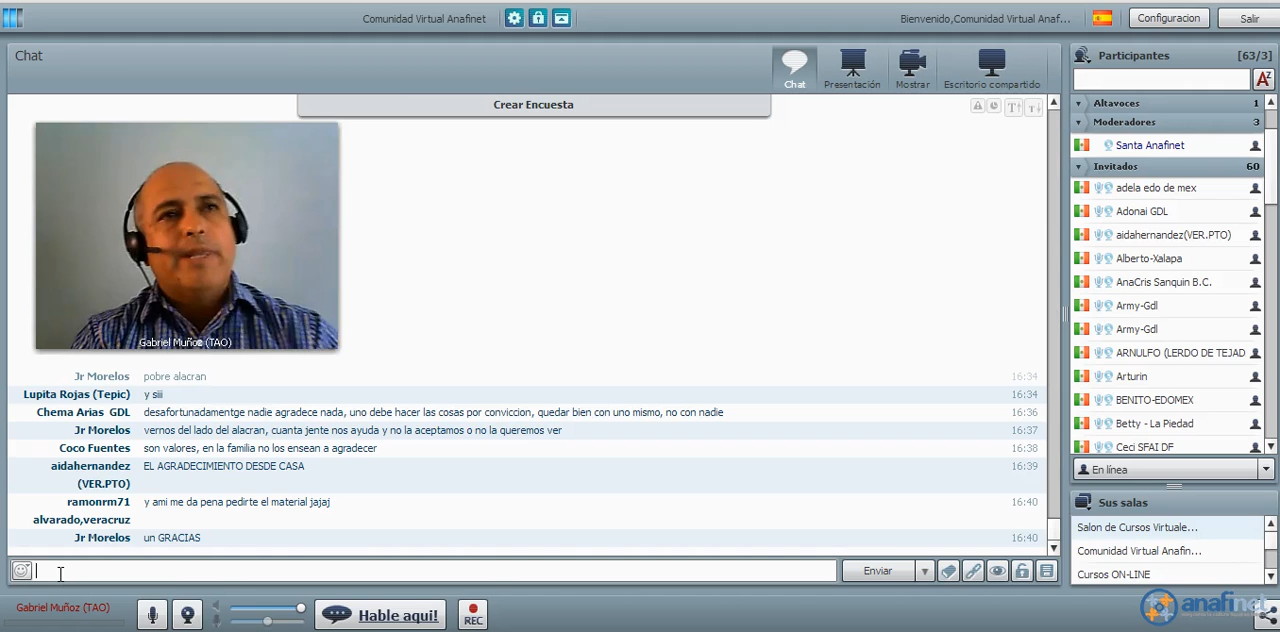 Comunidad Virtual Anafinet
Bienvenido,Comunidad Virtual Anaf...
Configuracion
Salir
Chat
Chat
Presentación
Mostrar
Escritorio compartido
Crear Encuesta
Gabriel Muñoz (TAO)
Jr Morelos pobre alacran 16:34
Lupita Rojas (Tepic) y siii 16:34
Chema Arias GDL desafortunadamentge nadie agradece nada, uno debe hacer las cosas por conviccion, quedar bien con uno mismo, no con nadie 16:36
Jr Morelos vernos del lado del alacran, cuanta jente nos ayuda y no la aceptamos o no la queremos ver 16:37
Coco Fuentes son valores, en la familia no los ensean a agradecer 16:38
aidahernandez EL AGRADECIMIENTO DESDE CASA 16:39
(VER.PTO)
ramonrm71 y ami me da pena pedirte el material jajaj 16:40
alvarado,veracruz
Jr Morelos un GRACIAS 16:40
Enviar
Gabriel Muñoz (TAO)
Hable aqui!
REC
Participantes [63/3]
AZ
Altavoces 1
Moderadores 3
Santa Anafinet
Invitados 60
adela edo de mex
Adonai GDL
aidahernandez(VER.PTO)
Alberto-Xalapa
AnaCris Sanquin B.C.
Army-Gdl
Army-Gdl
ARNULFO (LERDO DE TEJAD
Arturin
BENITO-EDOMEX
Betty - La Piedad
Ceci SFAI DF
En línea
Sus salas
Salon de Cursos Virtuale...
Comunidad Virtual Anafin...
Cursos ON-LINE
anafinet